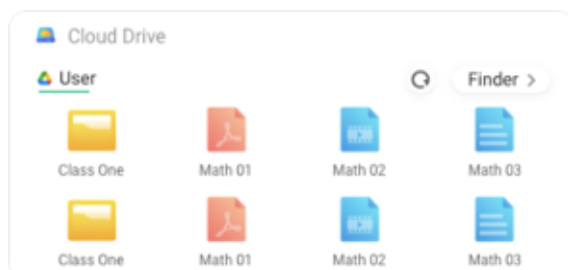 Cloud Drive
User Finder >
Class One Math 01 Math 02 Math 03
Class One Math 01 Math 02 Math 03